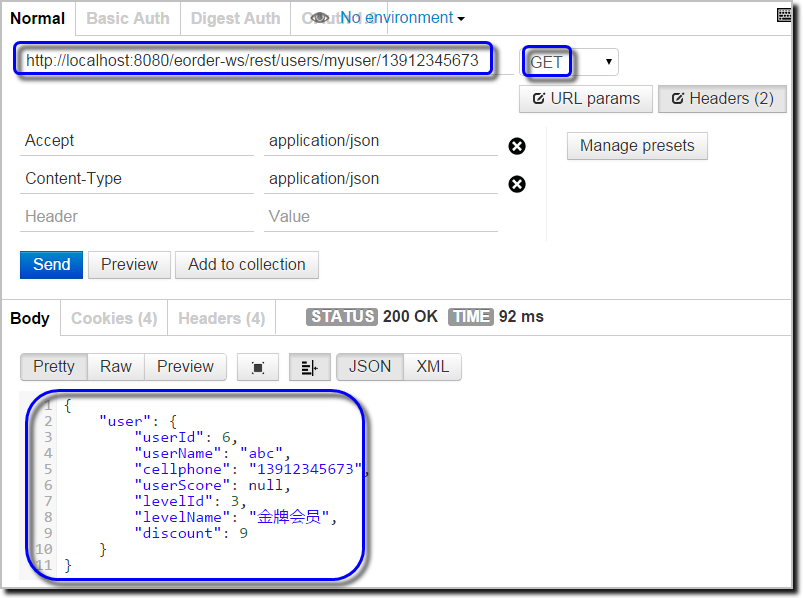 Normal Basic Auth Digest Auth OAuth 1.0 No environment
http://localhost:8080/eorder-ws/rest/users/myuser/13912345673 GET
URL params Headers (2)
Accept application/json Manage presets
Content-Type application/json
Header Value
Send Preview Add to collection
Body Cookies (4) Headers (4) STATUS 200 OK TIME 92 ms
Pretty Raw Preview JSON XML
1 {
2 "user": {
3 "userId": 6,
4 "userName": "abc",
5 "cellphone": "13912345673",
6 "userScore": null,
7 "levelId": 3,
8 "levelName": "金牌会员",
9 "discount": 9
10 }
11 }